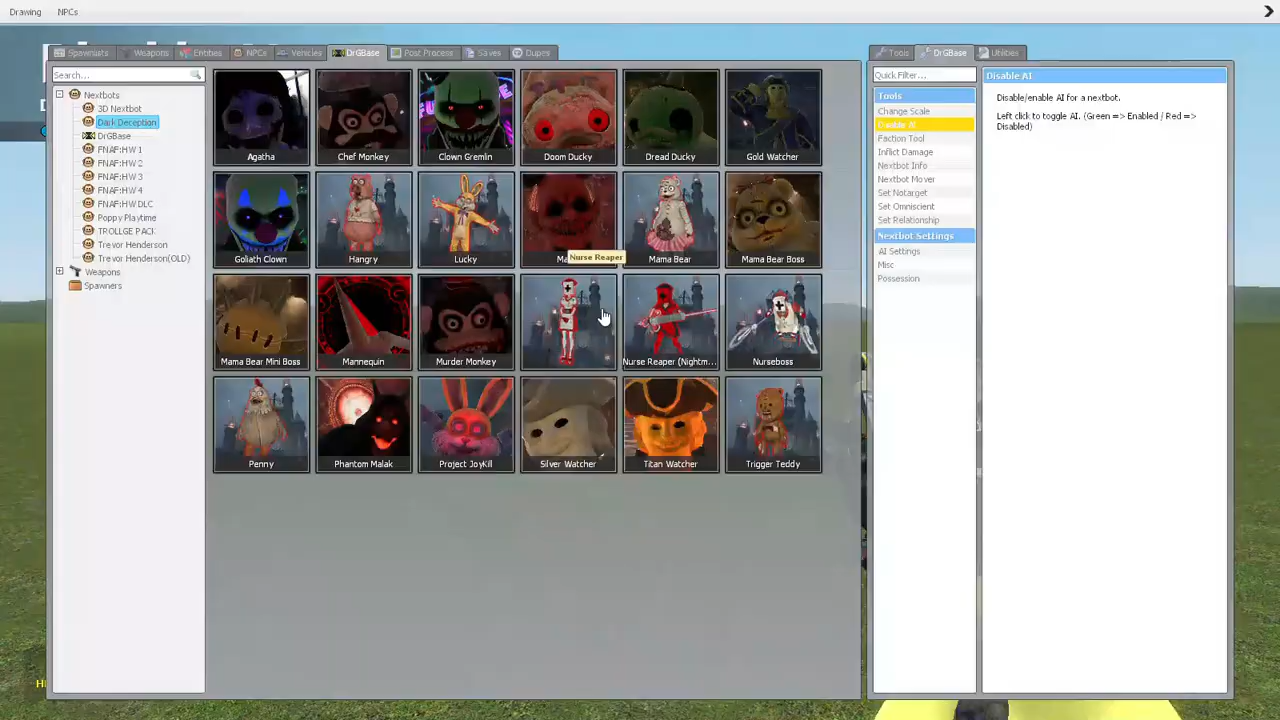 Drawing NPCs
Spawnlists Weapons Entities NPCs Vehicles DrGBase Post Process Saves Dupes
Tools DrGBase Utilities
Search...
Nextbots
3D Nextbot
Dark Deception
DrGBase
FNAF:HW 1
FNAF:HW 2
FNAF:HW 3
FNAF:HW 4
FNAF:HW DLC
Poppy Playtime
TROLLGE PACK
Trevor Henderson
Trevor Henderson(OLD)
Weapons
Spawners
Agatha Chef Monkey Clown Gremlin Doom Ducky Dread Ducky Gold Watcher
Goliath Clown Hangry Lucky Ma Mama Bear Mama Bear Boss
Nurse Reaper
Mama Bear Mini Boss Mannequin Murder Monkey Nurse Reaper (Nightm... Nurseboss
Penny Phantom Malak Project JoyKill Silver Watcher Titan Watcher Trigger Teddy
Quick Filter...
Tools
Change Scale
Disable AI
Faction Tool
Inflict Damage
Nextbot Info
Nextbot Mover
Set Notarget
Set Omniscient
Set Relationship
Nextbot Settings
AI Settings
Misc
Possession
Disable AI
Disable/enable AI for a nextbot.
Left click to toggle AI. (Green => Enabled / Red =>
Disabled)